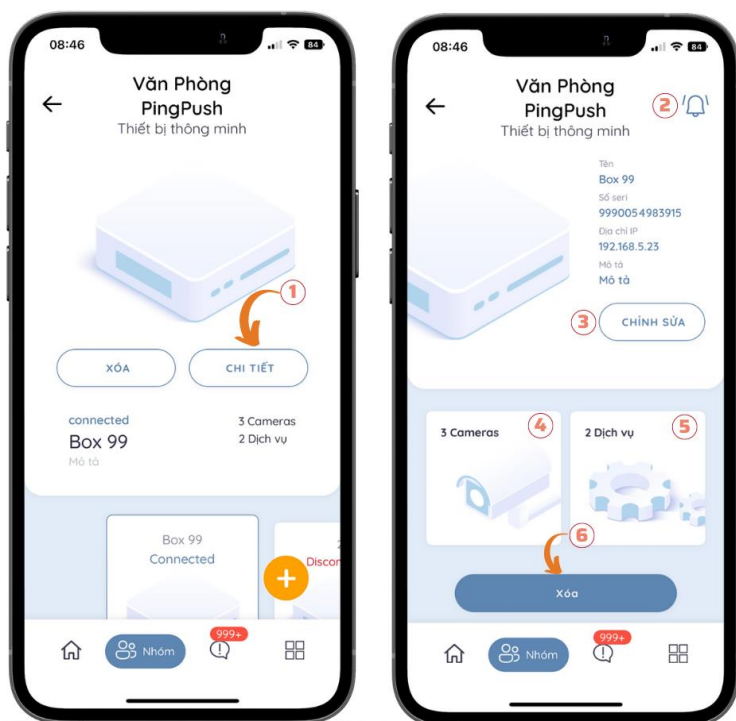 08:46
84
Văn Phòng
PingPush
Thiết bị thông minh
1
XÓA
CHI TIẾT
connected
3 Cameras
Box 99
2 Dịch vụ
Mô tả
Box 99
Connected
2
Discon
+
Nhóm
999+
08:46
84
Văn Phòng
PingPush
Thiết bị thông minh
2
Tên
Box 99
Số seri
9990054983915
Địa chỉ IP
192.168.5.23
Mô tả
Mô tả
3
CHỈNH SỬA
3 Cameras
4
2 Dịch vụ
5
6
Xóa
Nhóm
999+